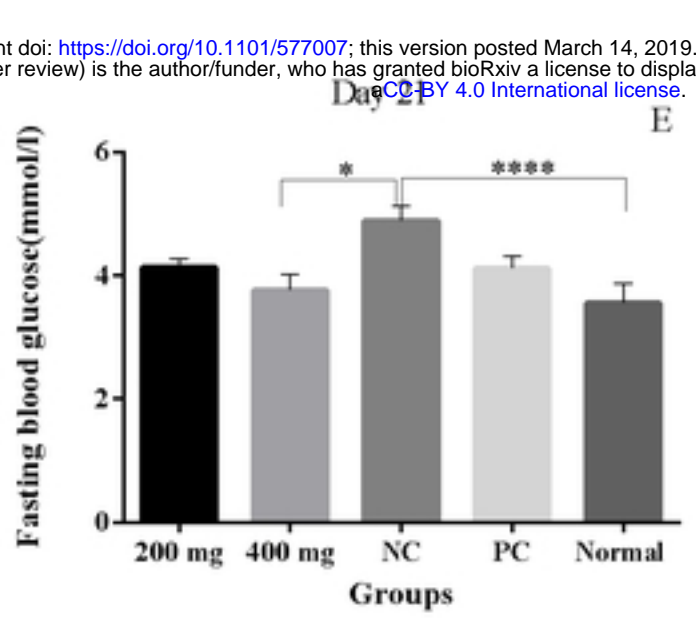 nt doi: https://doi.org/10.1101/577007; this version posted March 14, 2019.
er review) is the author/funder, who has granted bioRxiv a license to displa
aCC-BY 4.0 International license.
Day 21
E
Fasting blood glucose(mmol/l)
6
4
2
0
*
****
200 mg 400 mg NC PC Normal
Groups